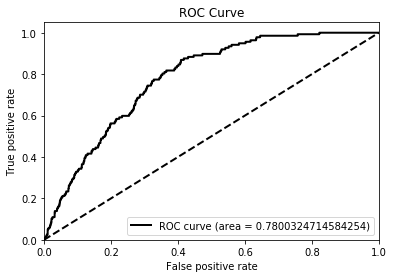 ROC Curve
1.0
0.8
0.6
0.4
0.2
0.0
True positive rate
ROC curve (area = 0.7800324714584254)
0.0 0.2 0.4 0.6 0.8 1.0
False positive rate